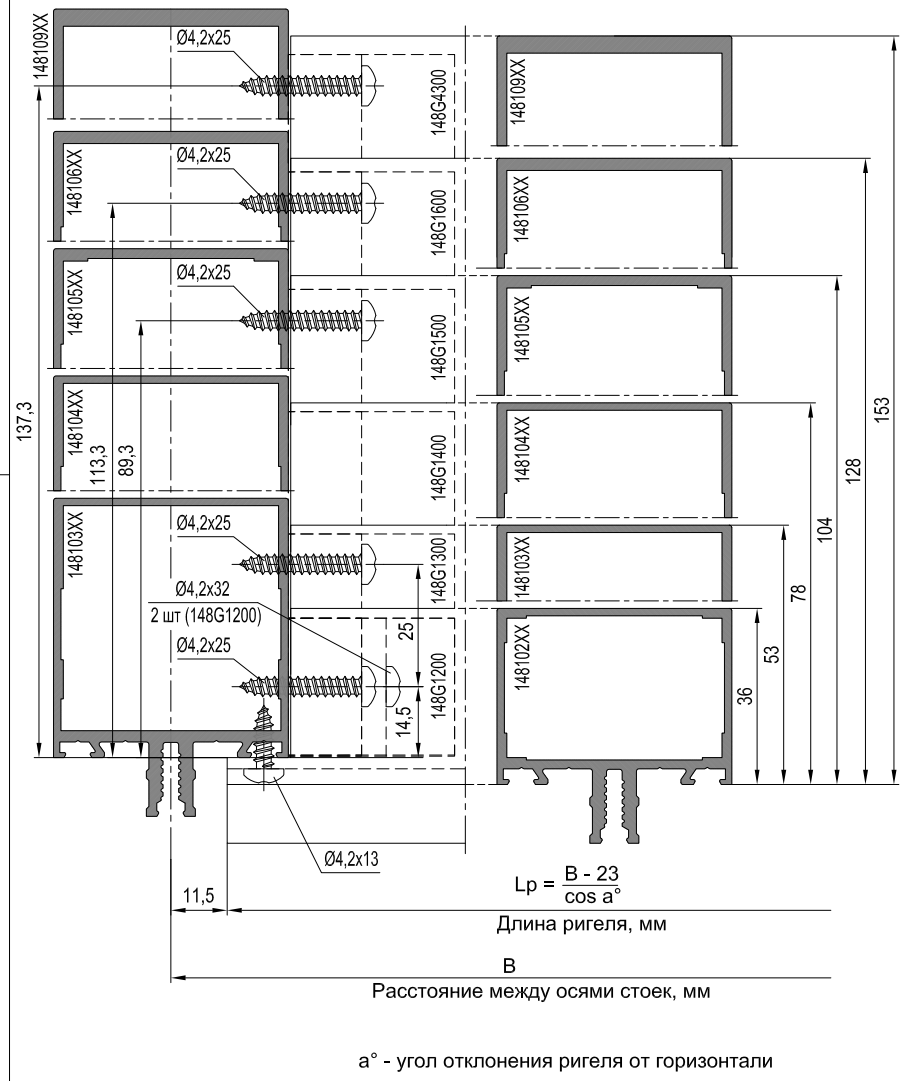 148109XX
Ø4,2x25
148G4300
148109XX
148106XX
Ø4,2x25
148G1600
148106XX
148105XX
Ø4,2x25
148G1500
148105XX
137,3
113,3
89,3
148104XX
148G1400
148104XX
153
128
104
78
53
36
148103XX
Ø4,2x25
148G1300
148103XX
Ø4,2x32
2 шт (148G1200)
25
Ø4,2x25
148G1200
14,5
148102XX
Ø4,2x13
11,5
Lp = B - 23
cos a°
Длина ригеля, мм
B
Расстояние между осями стоек, мм
a° - угол отклонения ригеля от горизонтали